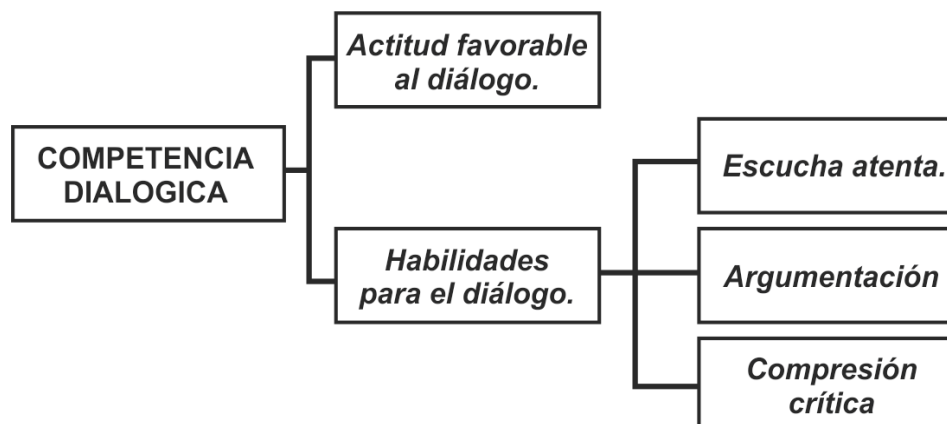 Actitud favorable
al diálogo.
COMPETENCIA
DIALOGICA
Habilidades
para el diálogo.
Escucha atenta.
Argumentación
Compresión
crítica